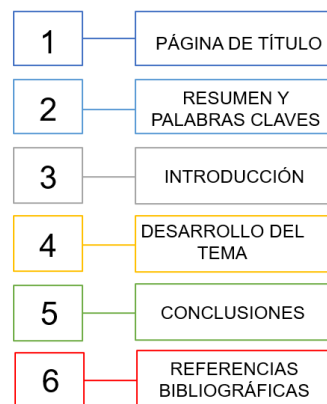 1
PÁGINA DE TÍTULO
2
RESUMEN Y
PALABRAS CLAVES
3
INTRODUCCIÓN
4
DESARROLLO DEL
TEMA
5
CONCLUSIONES
6
REFERENCIAS
BIBLIOGRÁFICAS